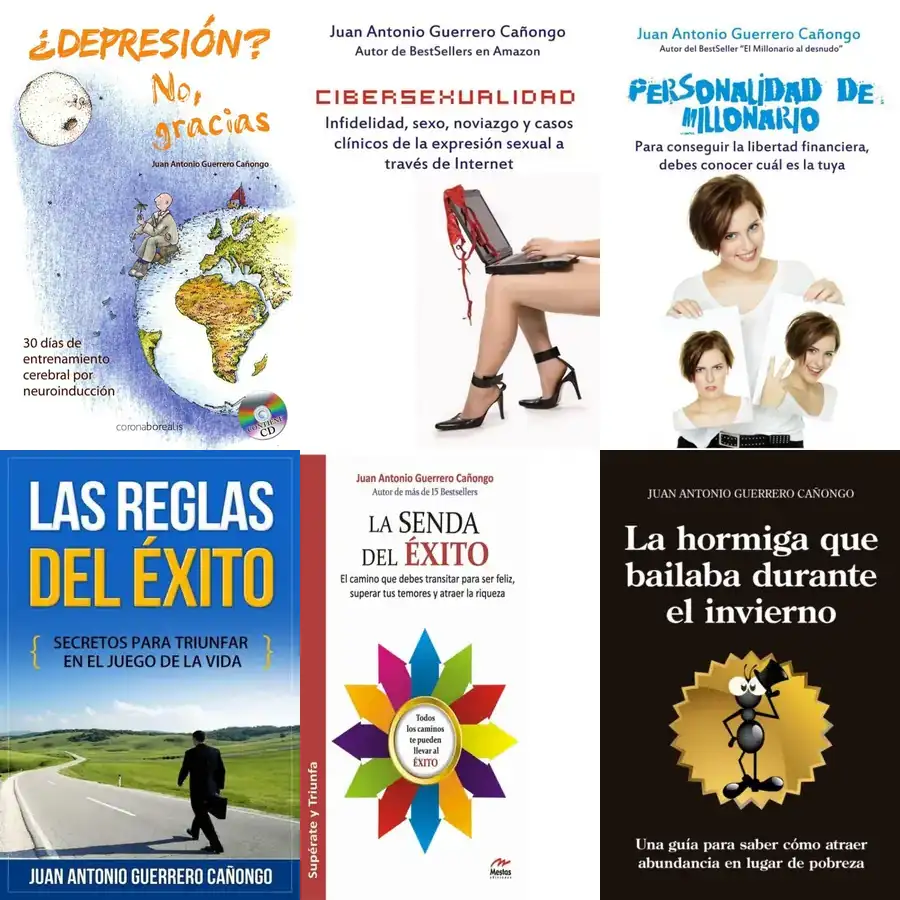 ¿DEPRESIÓN?
No,
gracias
Juan Antonio Guerrero Cañongo
30 días de
entrenamiento
cerebral por
neuroinducción
coronaborealis
CONTIENE
CD
Juan Antonio Guerrero Cañongo
Autor de BestSellers en Amazon
CIBERSEXUALIDAD
Infidelidad, sexo, noviazgo y casos
clínicos de la expresión sexual a
través de Internet
Juan Antonio Guerrero Cañongo
Autor del BestSeller "El Millonario al desnudo"
PERSONALIDAD DE
MILLONARIO
Para conseguir la libertad financiera,
debes conocer cuál es la tuya
LAS REGLAS
DEL ÉXITO
{ SECRETOS PARA TRIUNFAR
EN EL JUEGO DE LA VIDA }
JUAN ANTONIO GUERRERO CAÑONGO
Supérate y Triunfa
Juan Antonio Guerrero Cañongo
Autor de más de 15 Bestsellers
LA SENDA
DEL ÉXITO
El camino que debes transitar para ser feliz,
superar tus temores y atraer la riqueza
Todos
los caminos
te pueden
llevar al
ÉXITO
Mestas
ediciones
JUAN ANTONIO GUERRERO CAÑONGO
La hormiga que
bailaba durante
el invierno
Una guía para saber cómo atraer
abundancia en lugar de pobreza